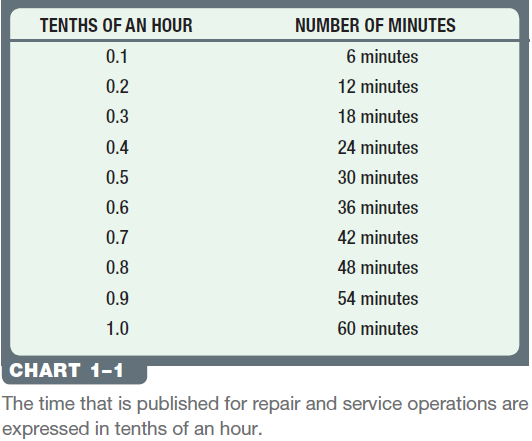 TENTHS OF AN HOUR NUMBER OF MINUTES
0.1 6 minutes
0.2 12 minutes
0.3 18 minutes
0.4 24 minutes
0.5 30 minutes
0.6 36 minutes
0.7 42 minutes
0.8 48 minutes
0.9 54 minutes
1.0 60 minutes
CHART 1–1
The time that is published for repair and service operations are
expressed in tenths of an hour.